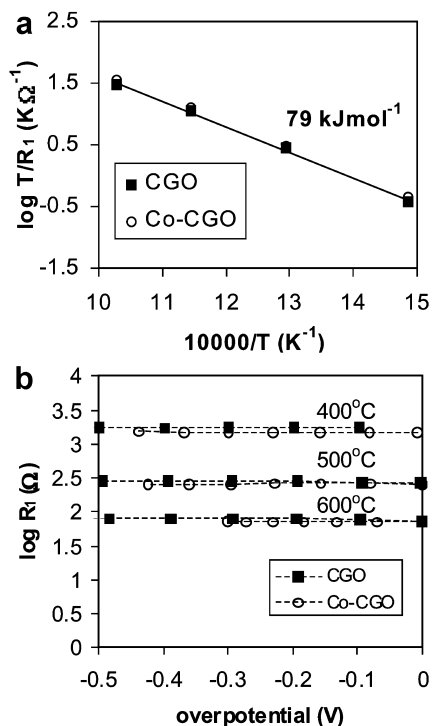 a
log T/R₁ (KΩ⁻¹)
1.5
0.5
-0.5
-1.5
79 kJmol⁻¹
CGO
Co-CGO
10 11 12 13 14 15
10000/T (K⁻¹)
b
log Rₗ (Ω)
4
3.5
3
2.5
2
1.5
1
0.5
0
400°C
500°C
600°C
CGO
Co-CGO
-0.5 -0.4 -0.3 -0.2 -0.1 0
overpotential (V)